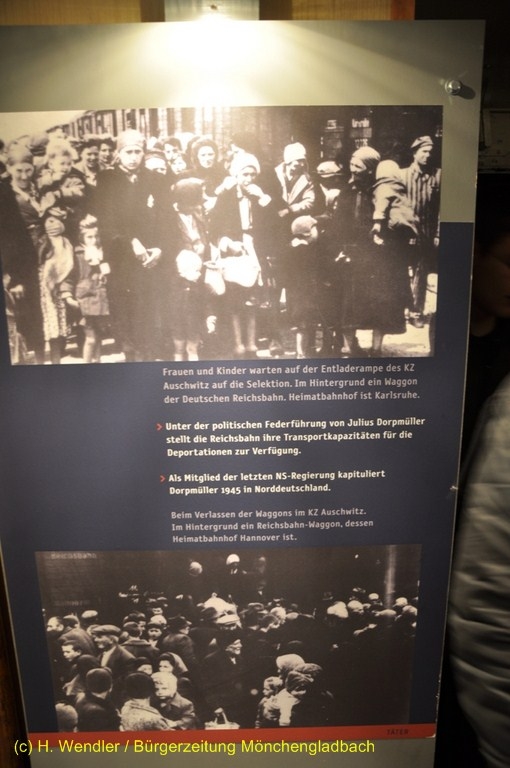 Frauen und Kinder warten auf der Entladerampe des KZ
Auschwitz auf die Selektion. Im Hintergrund ein Waggon
der Deutschen Reichsbahn. Heimatbahnhof ist Karlsruhe.
> Unter der politischen Federführung von Julius Dorpmüller
stellt die Reichsbahn ihre Transportkapazitäten für die
Deportationen zur Verfügung.
> Als Mitglied der letzten NS-Regierung kapituliert
Dorpmüller 1945 in Norddeutschland.
Beim Verlassen der Waggons im KZ Auschwitz.
Im Hintergrund ein Reichsbahn-Waggon, dessen
Heimatbahnhof Hannover ist.
TÄTER
(c) H. Wendler / Bürgerzeitung Mönchengladbach